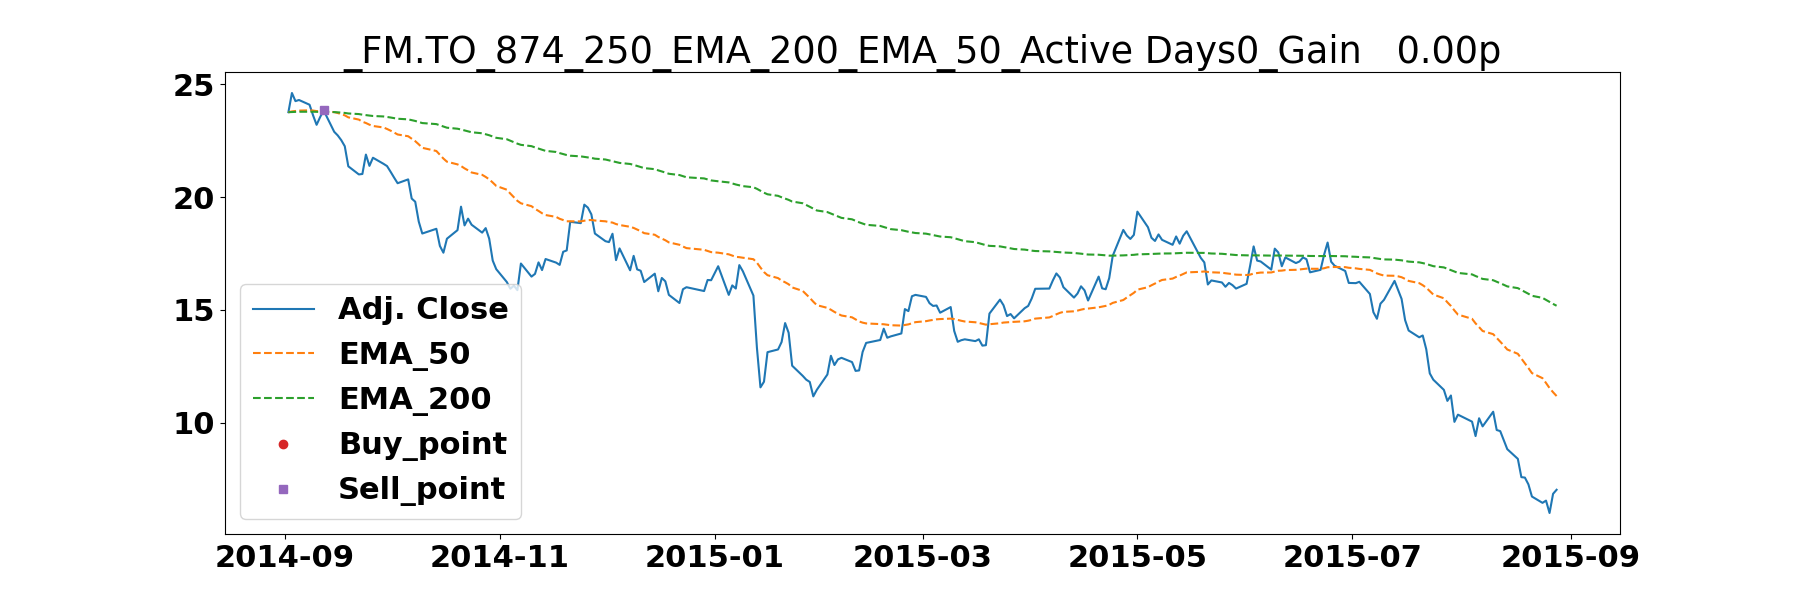 _FM.TO_874_250_EMA_200_EMA_50_Active Days0_Gain   0.00p
25
20
15
10
Adj. Close
EMA_50
EMA_200
Buy_point
Sell_point
2014-09 2014-11 2015-01 2015-03 2015-05 2015-07 2015-09